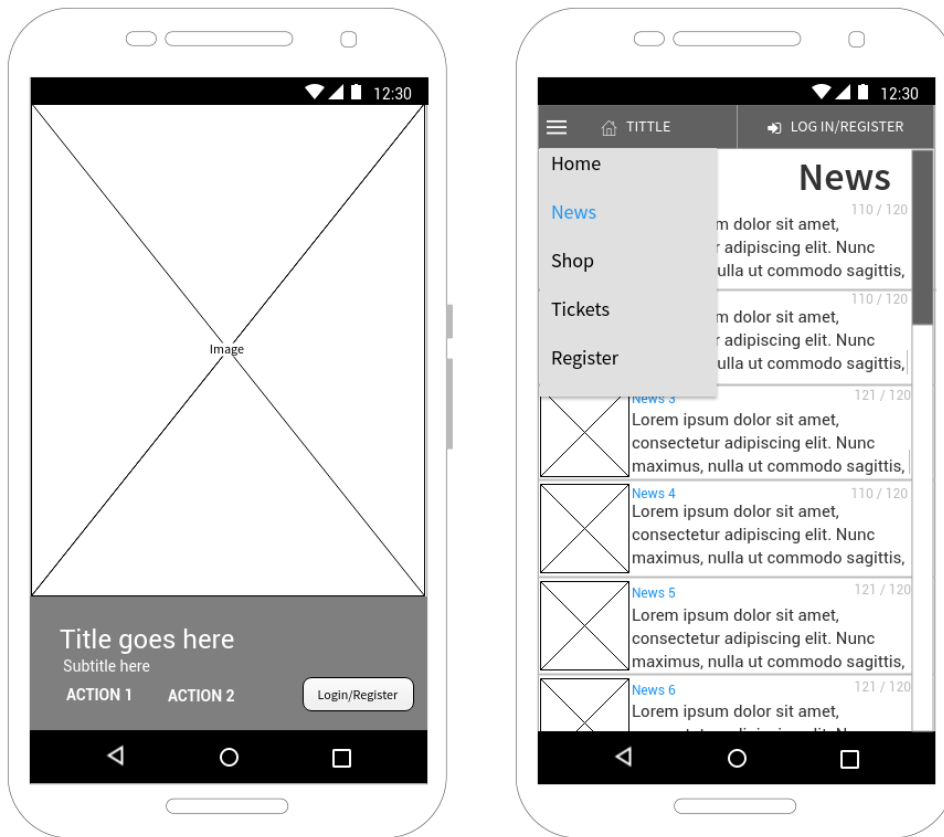 12:30
Image
Title goes here
Subtitle here
ACTION 1 ACTION 2 Login/Register
12:30
TITTLE LOG IN/REGISTER
Home
News
Shop
Tickets
Register
News
110 / 120
m dolor sit amet,
adipiscing elit. Nunc
ulla ut commodo sagittis,
110 / 120
m dolor sit amet,
adipiscing elit. Nunc
ulla ut commodo sagittis,
News 3 121 / 120
Lorem ipsum dolor sit amet,
consectetur adipiscing elit. Nunc
maximus, nulla ut commodo sagittis,
News 4 110 / 120
Lorem ipsum dolor sit amet,
consectetur adipiscing elit. Nunc
maximus, nulla ut commodo sagittis,
News 5 121 / 120
Lorem ipsum dolor sit amet,
consectetur adipiscing elit. Nunc
maximus, nulla ut commodo sagittis,
News 6 121 / 120
Lorem ipsum dolor sit amet,